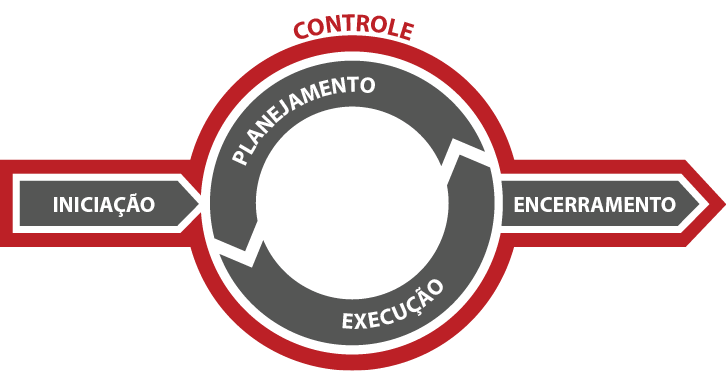 CONTROLE
PLANEJAMENTO
INICIAÇÃO
ENCERRAMENTO
EXECUÇÃO